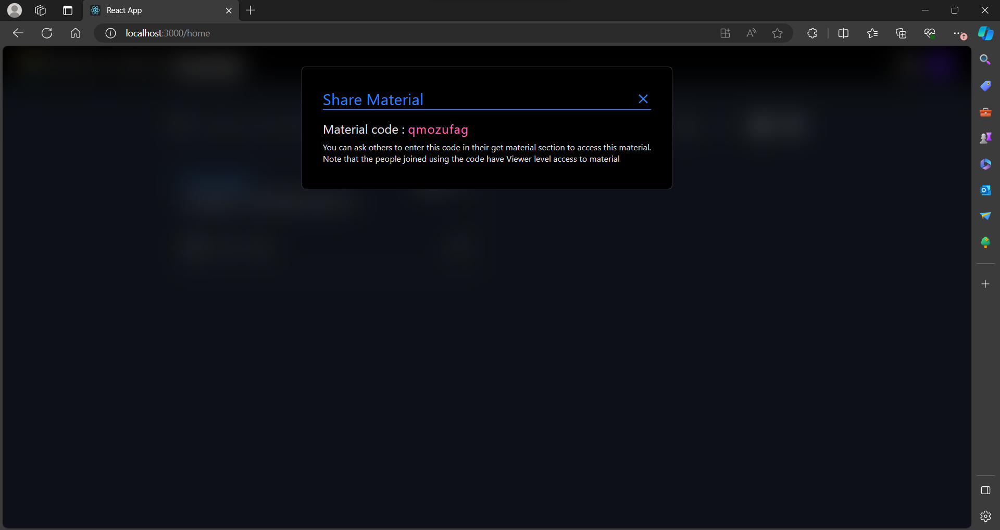 React App
localhost:3000/home
Share Material
Material code : qmozufag
You can ask others to enter this code in their get material section to access this material.
Note that the people joined using the code have Viewer level access to material